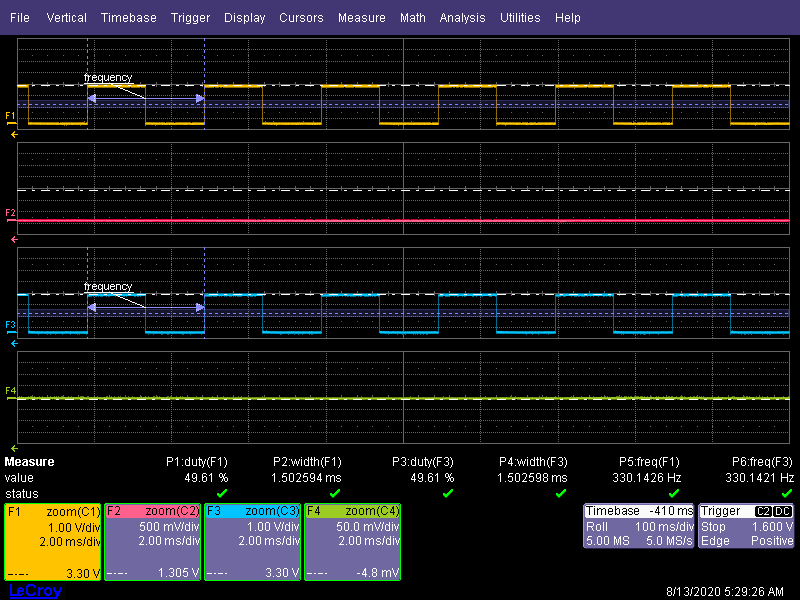 File Vertical Timebase Trigger Display Cursors Measure Math Analysis Utilities Help
frequency
F1
F2
frequency
F3
F4
Measure P1:duty(F1) P2:width(F1) P3:duty(F3) P4:width(F3) P5:freq(F1) P6:freq(F3)
value 49.61 % 1.502594 ms 49.61 % 1.502598 ms 330.1426 Hz 330.1421 Hz
status
F1 zoom(C1) F2 zoom(C2) F3 zoom(C3) F4 zoom(C4) Timebase -410 ms Trigger C2 DC
1.00 V/div 500 mV/div 1.00 V/div 50.0 mV/div Roll 100 ms/div Stop 1.600 V
2.00 ms/div 2.00 ms/div 2.00 ms/div 2.00 ms/div 5.00 MS 5.0 MS/s Edge Positive
3.30 V 1.305 V 3.30 V -4.8 mV
LeCroy 8/13/2020 5:29:26 AM